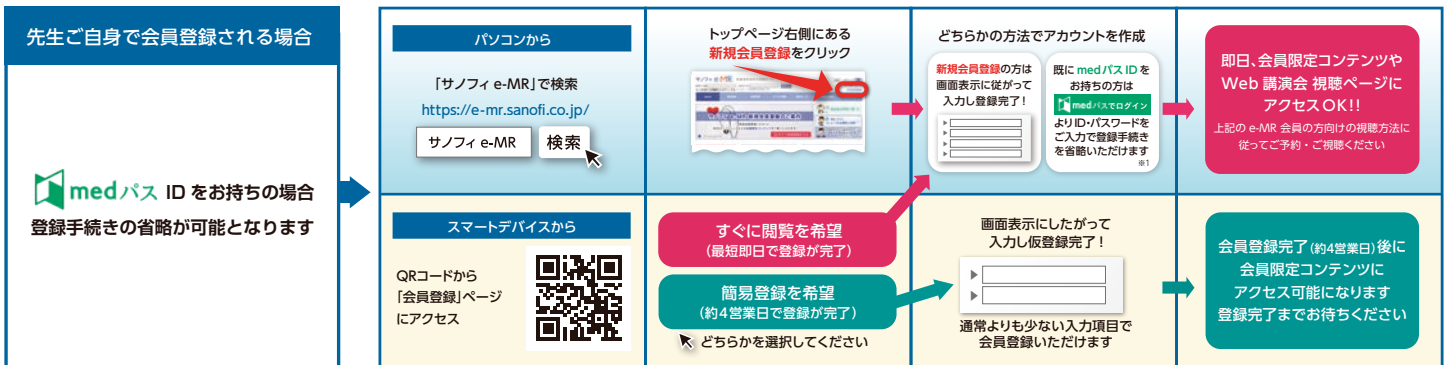 先生ご自身で会員登録される場合
medパス ID をお持ちの場合
登録手続きの省略が可能となります
パソコンから
「サノフィ e-MR」で検索
https://e-mr.sanofi.co.jp/
サノフィ e-MR 検索
トップページ右側にある
新規会員登録をクリック
どちらかの方法でアカウントを作成
新規会員登録の方は
画面表示に従がって
入力し登録完了!
既に medパス ID を
お持ちの方は
medパスでログイン
よりID・パスワードを
ご入力で登録手続き
を省略いただけます
※1
即日、会員限定コンテンツや
Web 講演会 視聴ページに
アクセス OK!!
上記の e-MR 会員の方向けの視聴方法に
従ってご予約・ご視聴ください
スマートデバイスから
QRコードから
「会員登録」ページ
にアクセス
すぐに閲覧を希望
(最短即日で登録が完了)
簡易登録を希望
(約4営業日で登録が完了)
どちらかを選択してください
画面表示にしたがって
入力し仮登録完了!
通常よりも少ない入力項目で
会員登録いただけます
会員登録完了(約4営業日)後に
会員限定コンテンツに
アクセス可能になります
登録完了までお待ちください